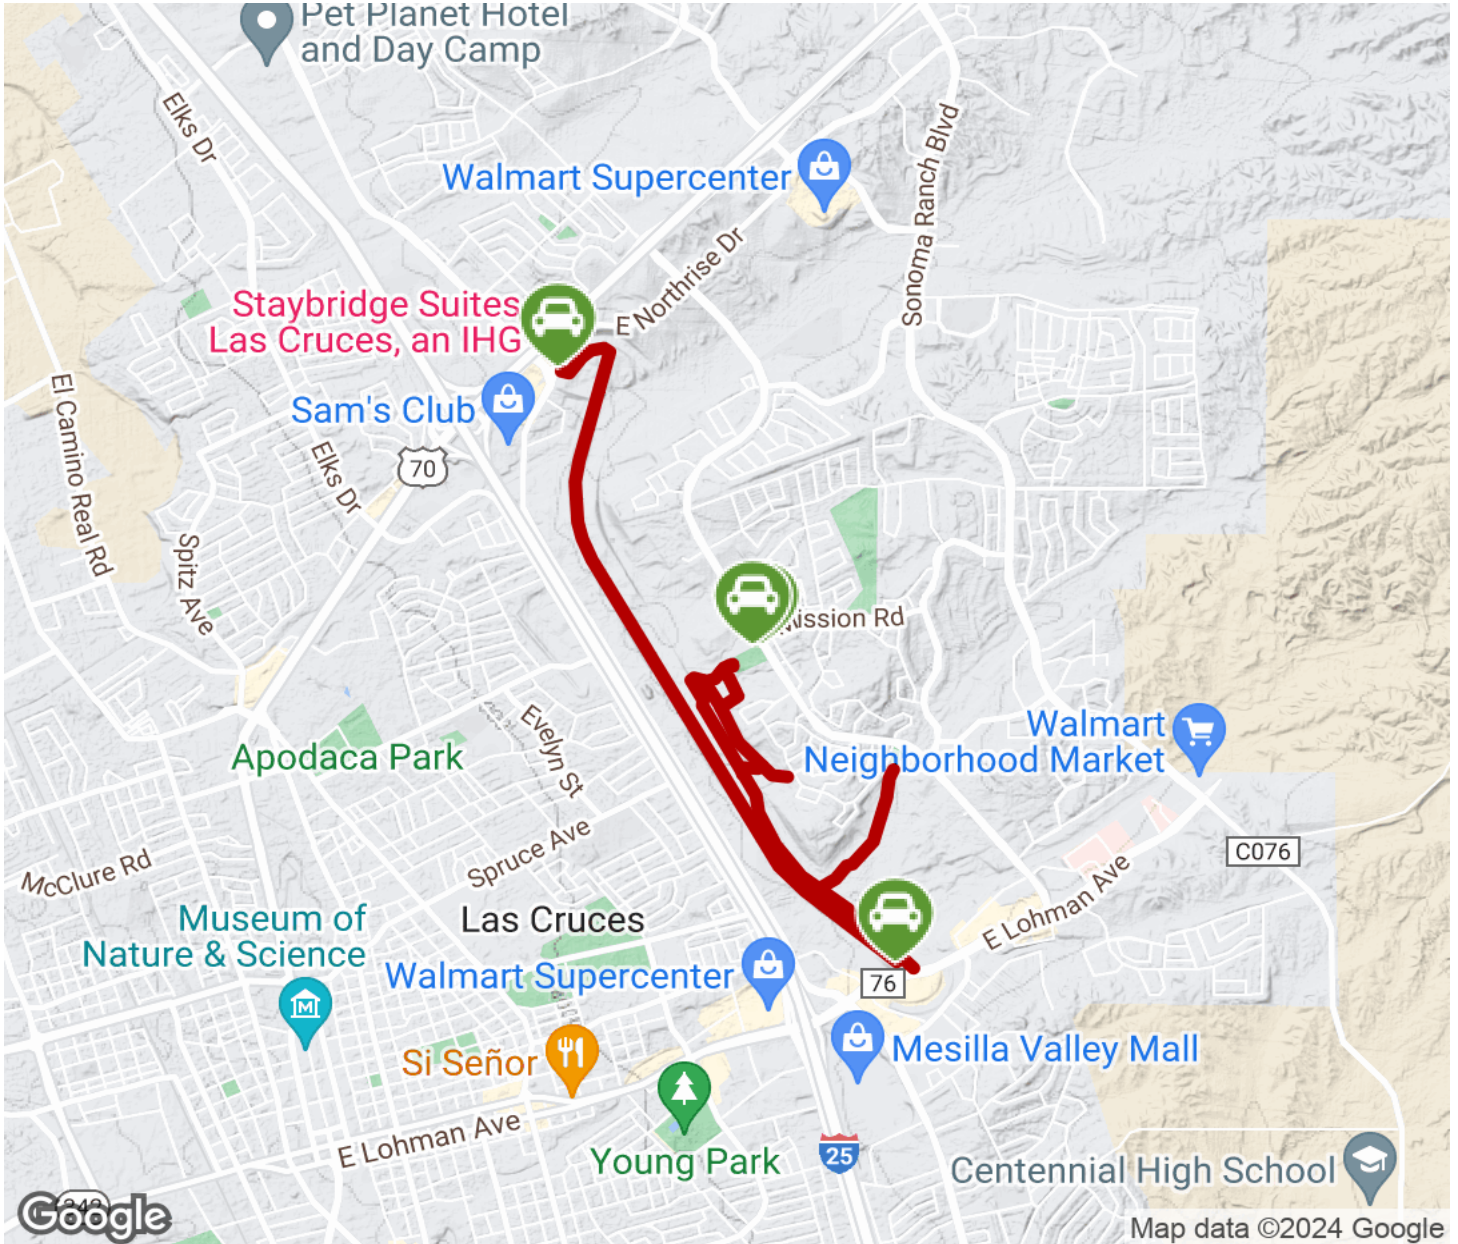 Pet Planet Hotel
and Day Camp
Elks Dr
Walmart Supercenter
Sonoma Ranch Blvd
E Northrise Dr
Staybridge Suites
Las Cruces, an IHG
Sam's Club
El Camino Real Rd
70
Elks Dr
Spitz Ave
Mission Rd
Evelyn St
Apodaca Park
Walmart
Neighborhood Market
Spruce Ave
McClure Rd
C076
E Lohman Ave
Museum of
Nature & Science
Las Cruces
Walmart Supercenter
76
M
Si Señor
Mesilla Valley Mall
E Lohman Ave
Young Park
25
Centennial High School
Google
Map data ©2024 Google